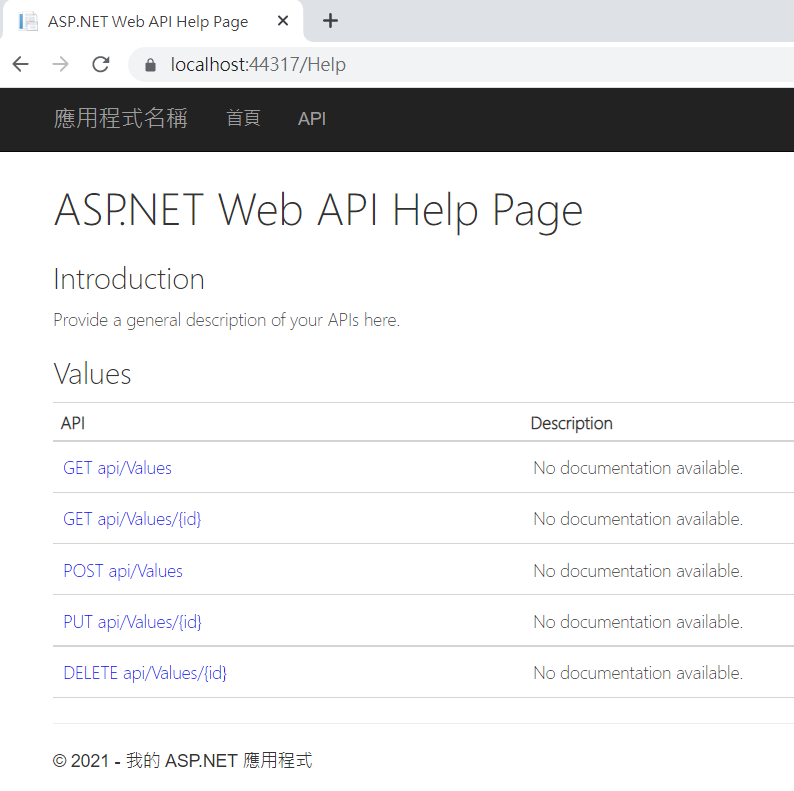 ASP.NET Web API Help Page
localhost:44317/Help
應用程式名稱 首頁 API
ASP.NET Web API Help Page
Introduction
Provide a general description of your APIs here.
Values
API Description
GET api/Values No documentation available.
GET api/Values/{id} No documentation available.
POST api/Values No documentation available.
PUT api/Values/{id} No documentation available.
DELETE api/Values/{id} No documentation available.
© 2021 - 我的 ASP.NET 應用程式